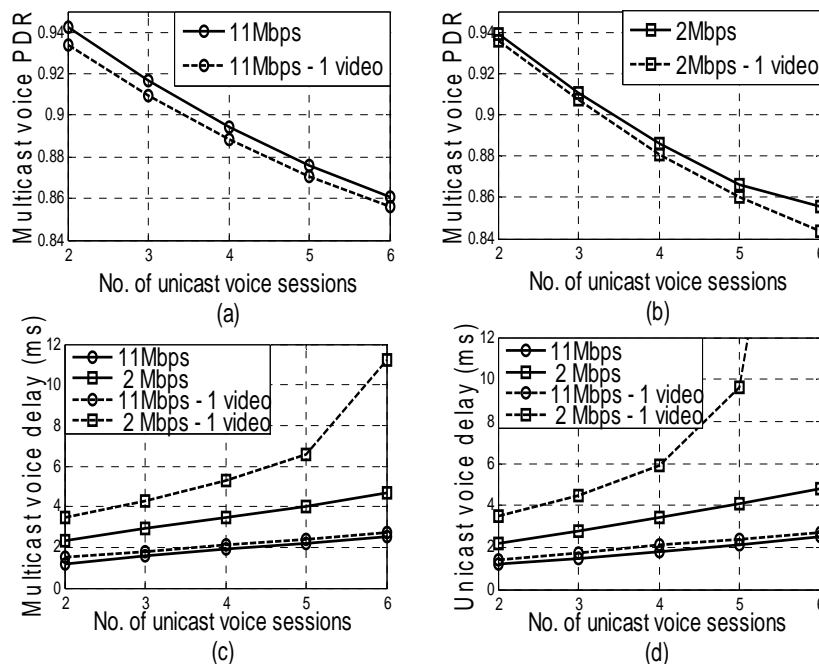 Multicast voice PDR
0.94
0.92
0.9
0.88
0.86
0.84
11Mbps
11Mbps - 1 video
2 3 4 5 6
No. of unicast voice sessions
(a)
Multicast voice PDR
0.94
0.92
0.9
0.88
0.86
0.84
2Mbps
2Mbps - 1 video
2 3 4 5 6
No. of unicast voice sessions
(b)
Multicast voice delay (ms)
12
10
8
6
4
2
0
11Mbps
2 Mbps
11Mbps - 1 video
2 Mbps - 1 video
2 3 4 5 6
No. of unicast voice sessions
(c)
Unicast voice delay (ms)
12
10
8
6
4
2
0
11Mbps
2 Mbps
11Mbps - 1 video
2 Mbps - 1 video
2 3 4 5 6
No. of unicast voice sessions
(d)